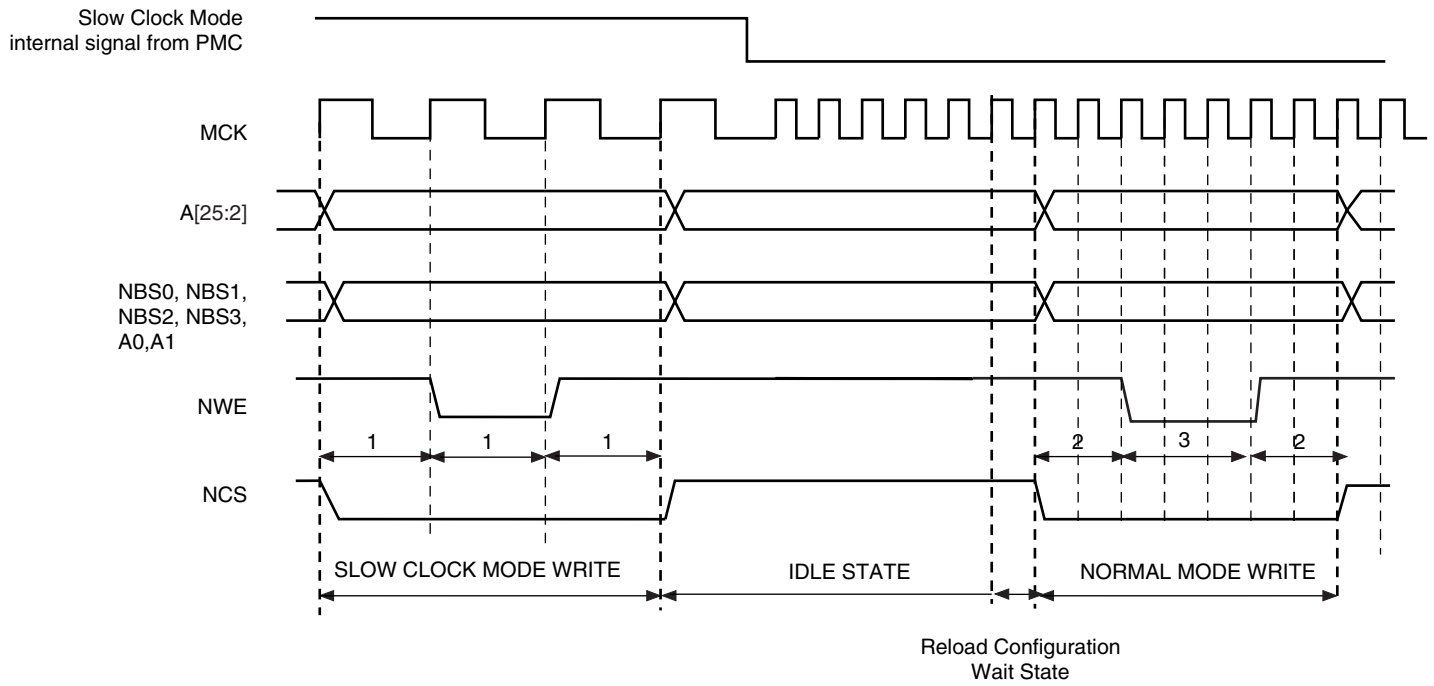 Slow Clock Mode
internal signal from PMC
MCK
A[25:2]
NBS0, NBS1,
NBS2, NBS3,
A0,A1
NWE
1 1 1 2 3 2
NCS
SLOW CLOCK MODE WRITE IDLE STATE NORMAL MODE WRITE
Reload Configuration
Wait State